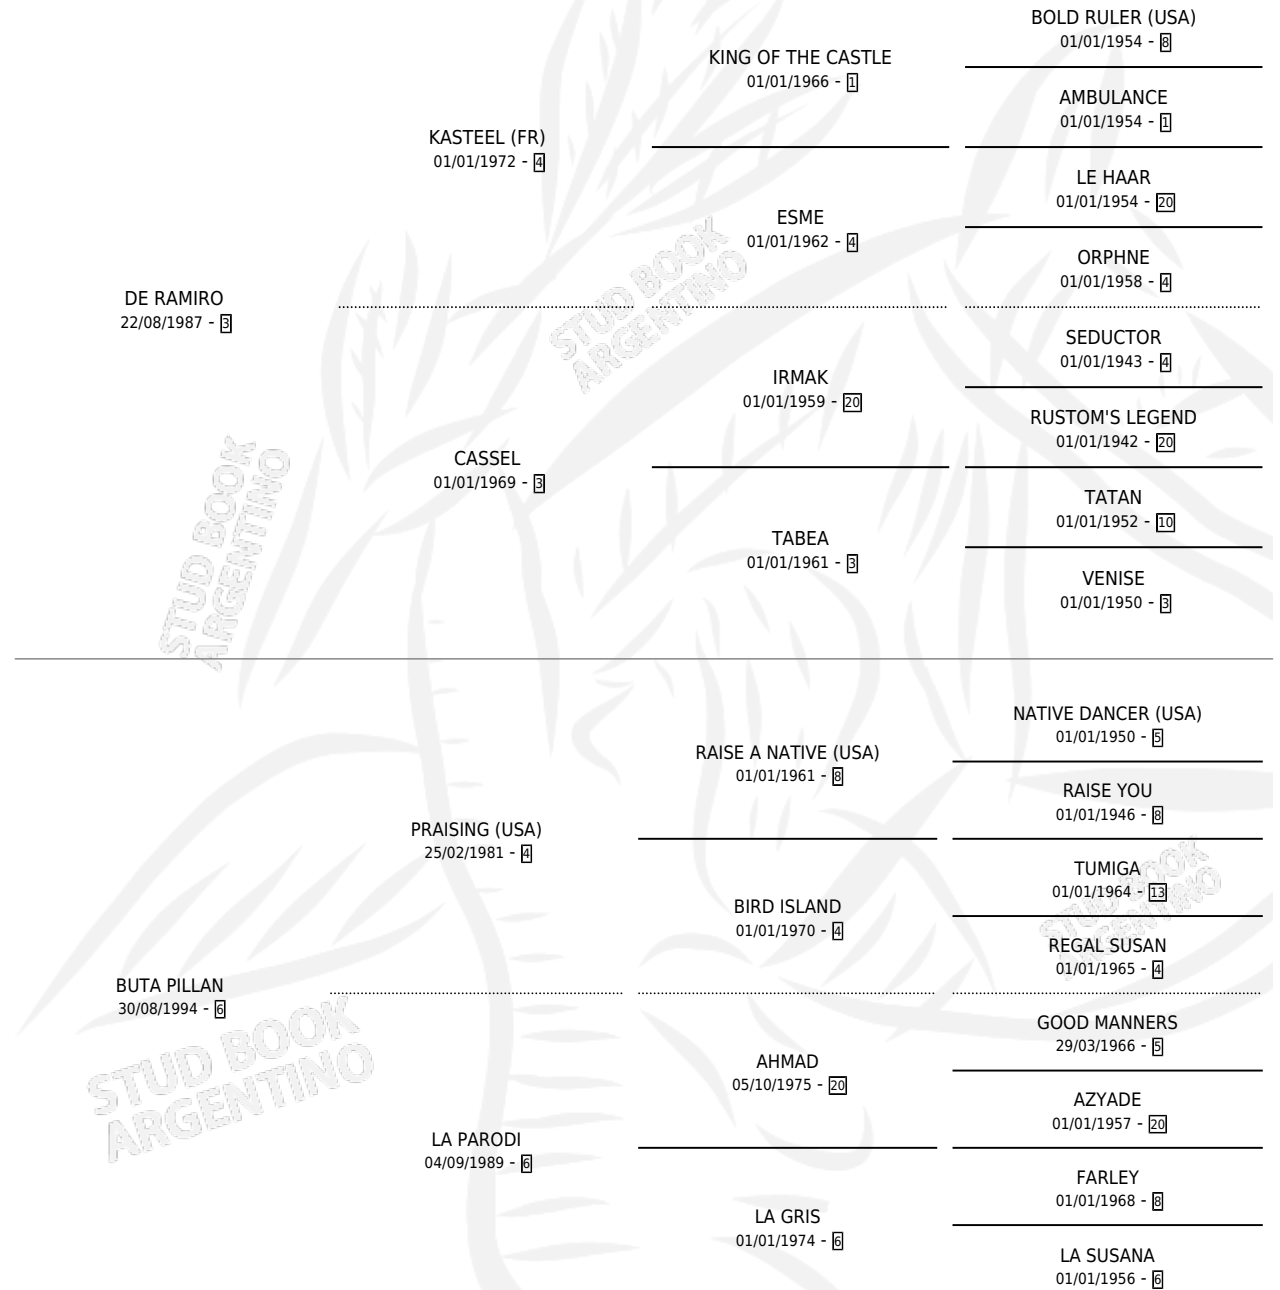 BOLD RULER (USA)
01/01/1954 - 8
KING OF THE CASTLE
01/01/1966 - 1
AMBULANCE
01/01/1954 - 1
KASTEEL (FR)
01/01/1972 - 4
LE HAAR
01/01/1954 - 20
ESME
01/01/1962 - 4
ORPHNE
01/01/1958 - 4
DE RAMIRO
22/08/1987 - 3
SEDUCTOR
01/01/1943 - 4
IRMAK
01/01/1959 - 20
RUSTOM'S LEGEND
01/01/1942 - 20
CASSEL
01/01/1969 - 3
TATAN
01/01/1952 - 10
TABEA
01/01/1961 - 3
VENISE
01/01/1950 - 3
STUD BOOK
ARGENTINO
STUD BOOK
ARGENTINO
NATIVE DANCER (USA)
01/01/1950 - 5
RAISE A NATIVE (USA)
01/01/1961 - 8
RAISE YOU
01/01/1946 - 8
PRAISING (USA)
25/02/1981 - 4
TUMIGA
01/01/1964 - 13
BIRD ISLAND
01/01/1970 - 4
REGAL SUSAN
01/01/1965 - 4
BUTA PILLAN
30/08/1994 - 6
GOOD MANNERS
29/03/1966 - 5
AHMAD
05/10/1975 - 20
AZYADE
01/01/1957 - 20
LA PARODI
04/09/1989 - 6
FARLEY
01/01/1968 - 8
LA GRIS
01/01/1974 - 6
LA SUSANA
01/01/1956 - 6
STUD BOOK
ARGENTINO
STUD BOOK
ARGENTINO